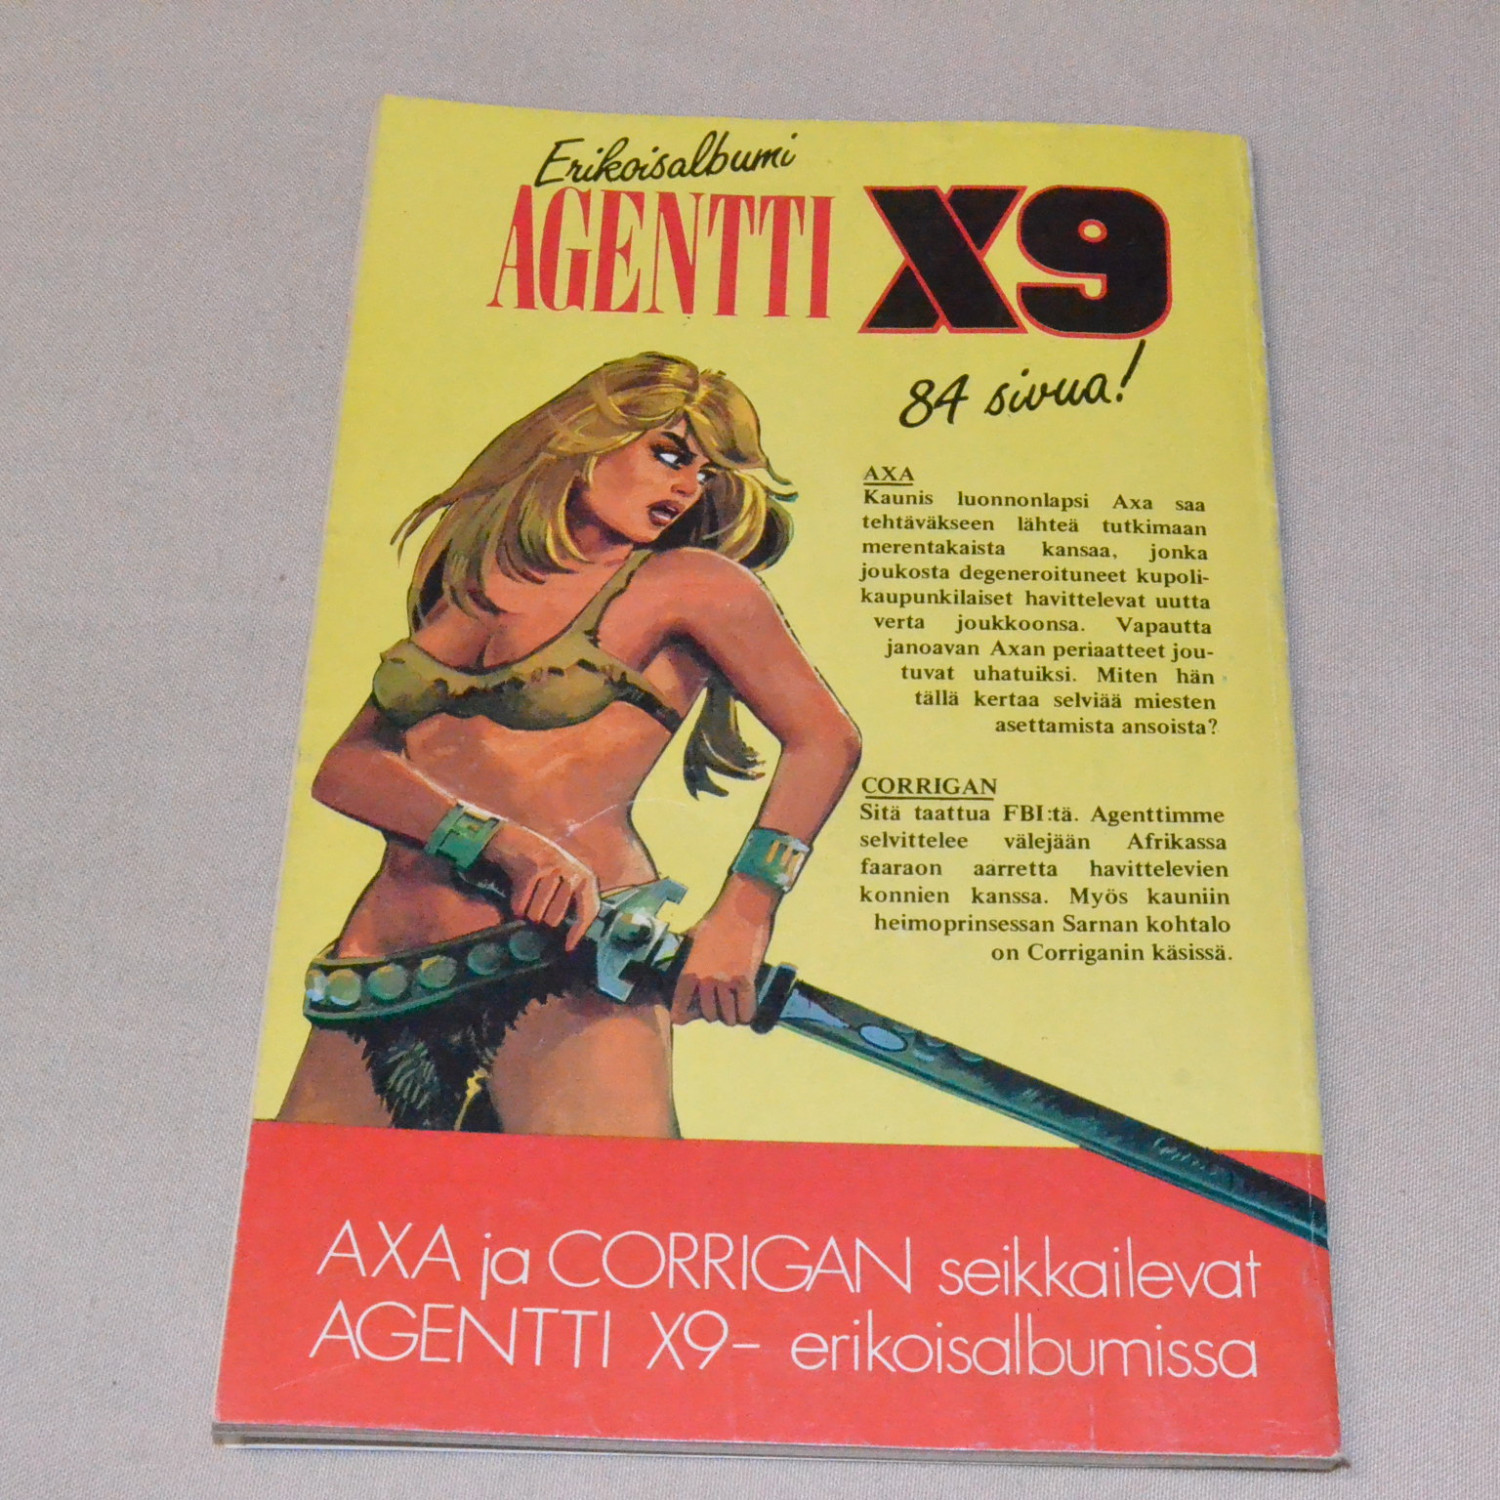 Erikoisalbumi
AGENTTI X9
84 sivua!
AXA
Kaunis luonnonlapsi Axa saa
tehtäväkseen lähteä tutkimaan
merentakaista kansaa, jonka
joukosta degeneroituneet kupoli-
kaupunkilaiset havittelevat uutta
verta joukkoonsa. Vapautta
janoavan Axan periaatteet jou-
tuvat uhatuiksi. Miten hän
tällä kertaa selviää miesten
asettamista ansoista?
CORRIGAN
Sitä taattua FBI:tä. Agenttimme
selvittelee välejään Afrikassa
faaraon aarretta havittelevien
konnien kanssa. Myös kauniin
heimoprinsessan Sarnan kohtalo
on Corriganin käsissä.
AXA ja CORRIGAN seikkailevat
AGENTTI X9– erikoisalbumissa